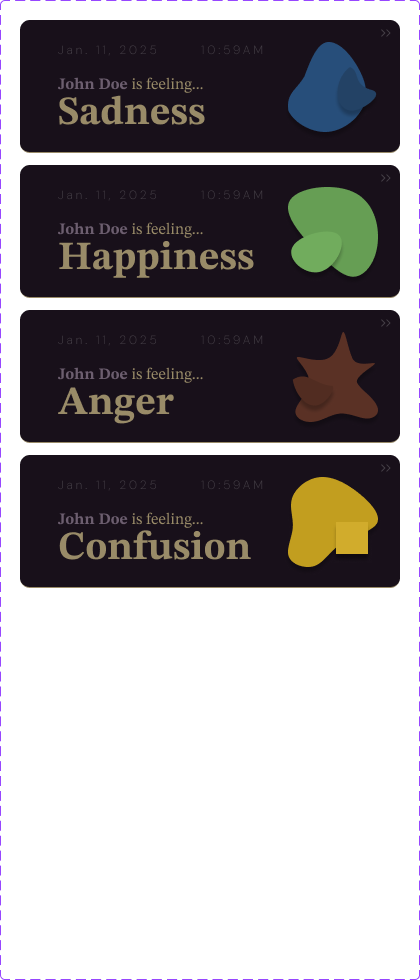 Jan. 11, 2025 10:59AM
John Doe is feeling...
Sadness
Jan. 11, 2025 10:59AM
John Doe is feeling...
Happiness
Jan. 11, 2025 10:59AM
John Doe is feeling...
Anger
Jan. 11, 2025 10:59AM
John Doe is feeling...
Confusion